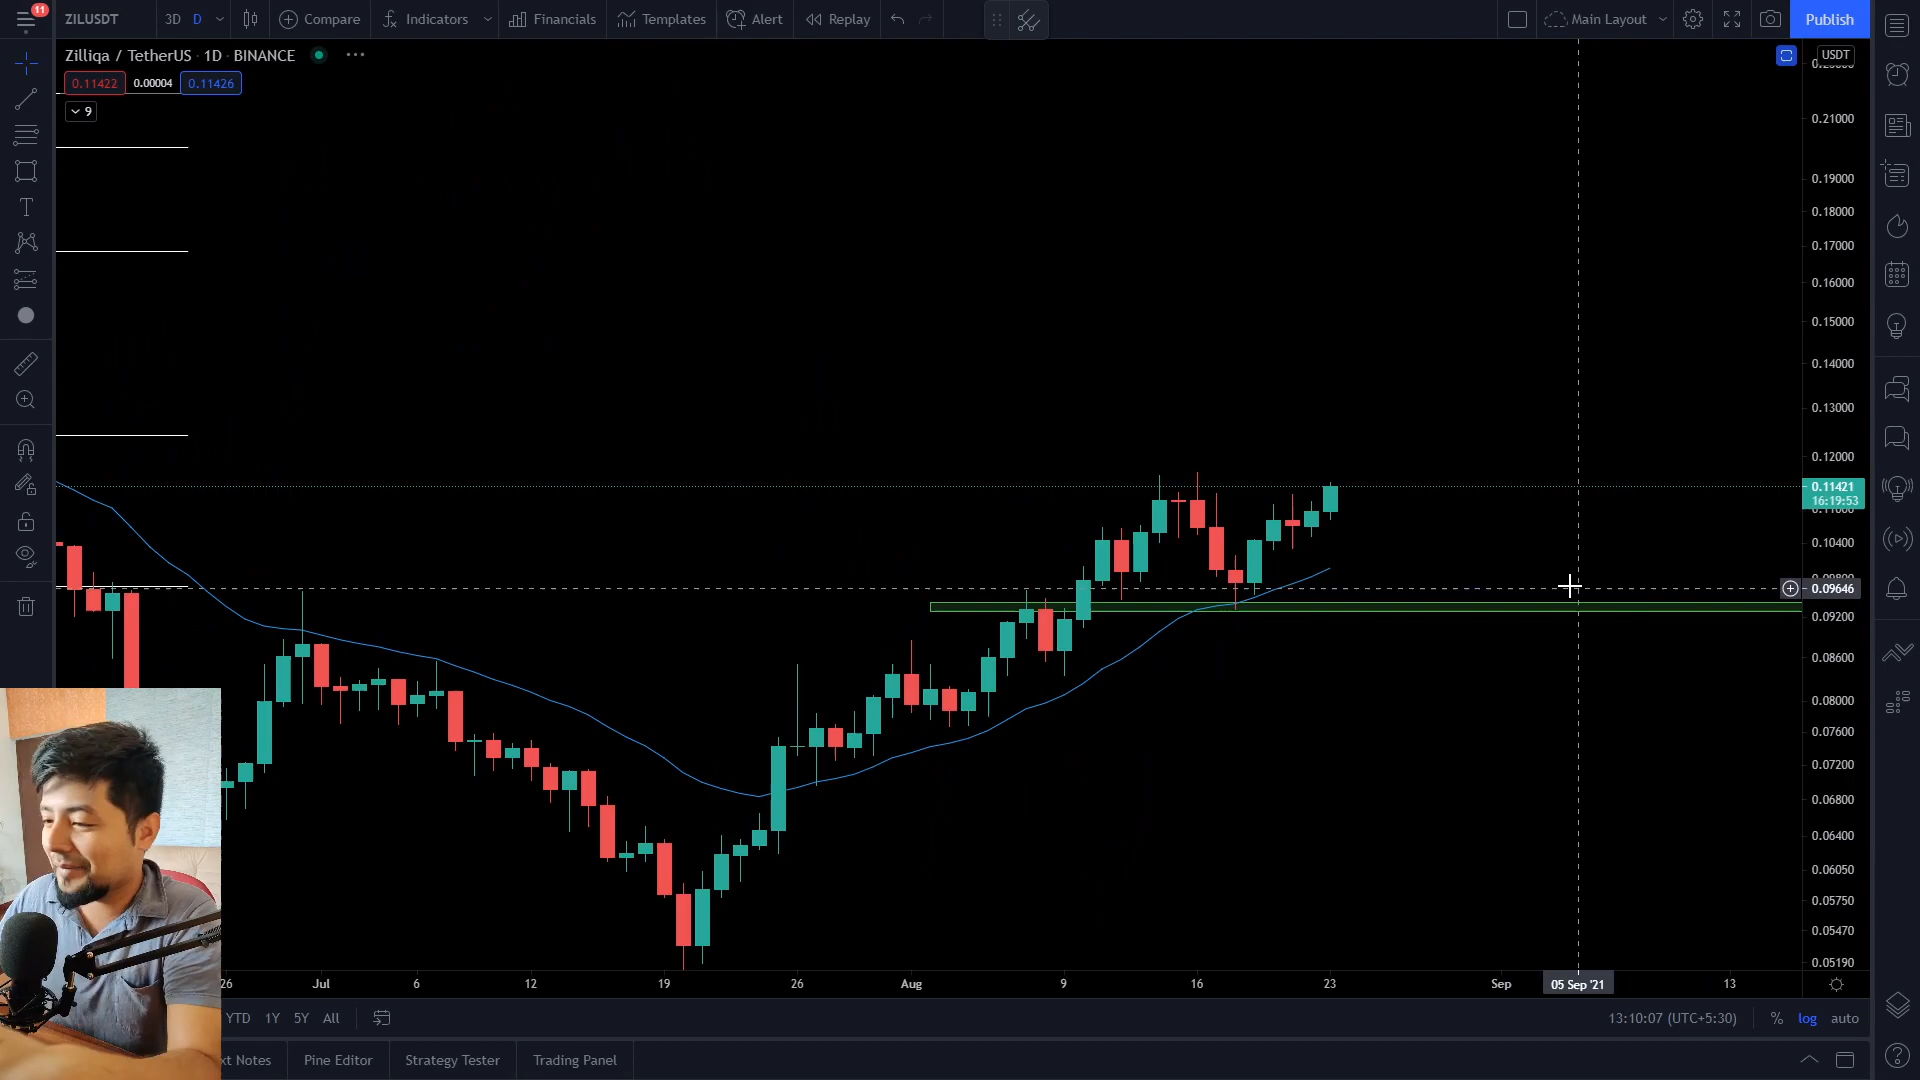 11
ZILUSDT
3D D
Compare
Indicators
Financials
Templates
Alert
Replay
Main Layout
Publish
Zilliqa / TetherUS · 1D · BINANCE
USDT
0.11422 0.00004 0.11426
9
0.21000
0.19000
0.18000
0.17000
0.16000
0.15000
0.14000
0.13000
0.12000
0.11421
16:19:53
0.11000
0.10400
0.09646
0.09200
0.08600
0.08000
0.07600
0.07200
0.06800
0.06400
0.06050
0.05750
0.05470
0.05190
26 Jul 6 12 19 26 Aug 9 16 23 Sep 05 Sep '21 13
YTD 1Y 5Y All
13:10:07 (UTC+5:30) % log auto
xt Notes Pine Editor Strategy Tester Trading Panel